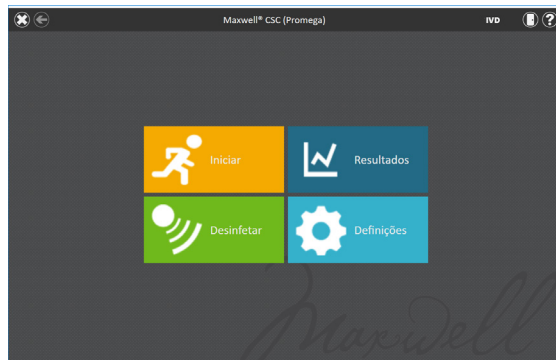 Maxwell® CSC (Promega)
IVD
?
Iniciar
Resultados
Desinfetar
Definições
Maxwell